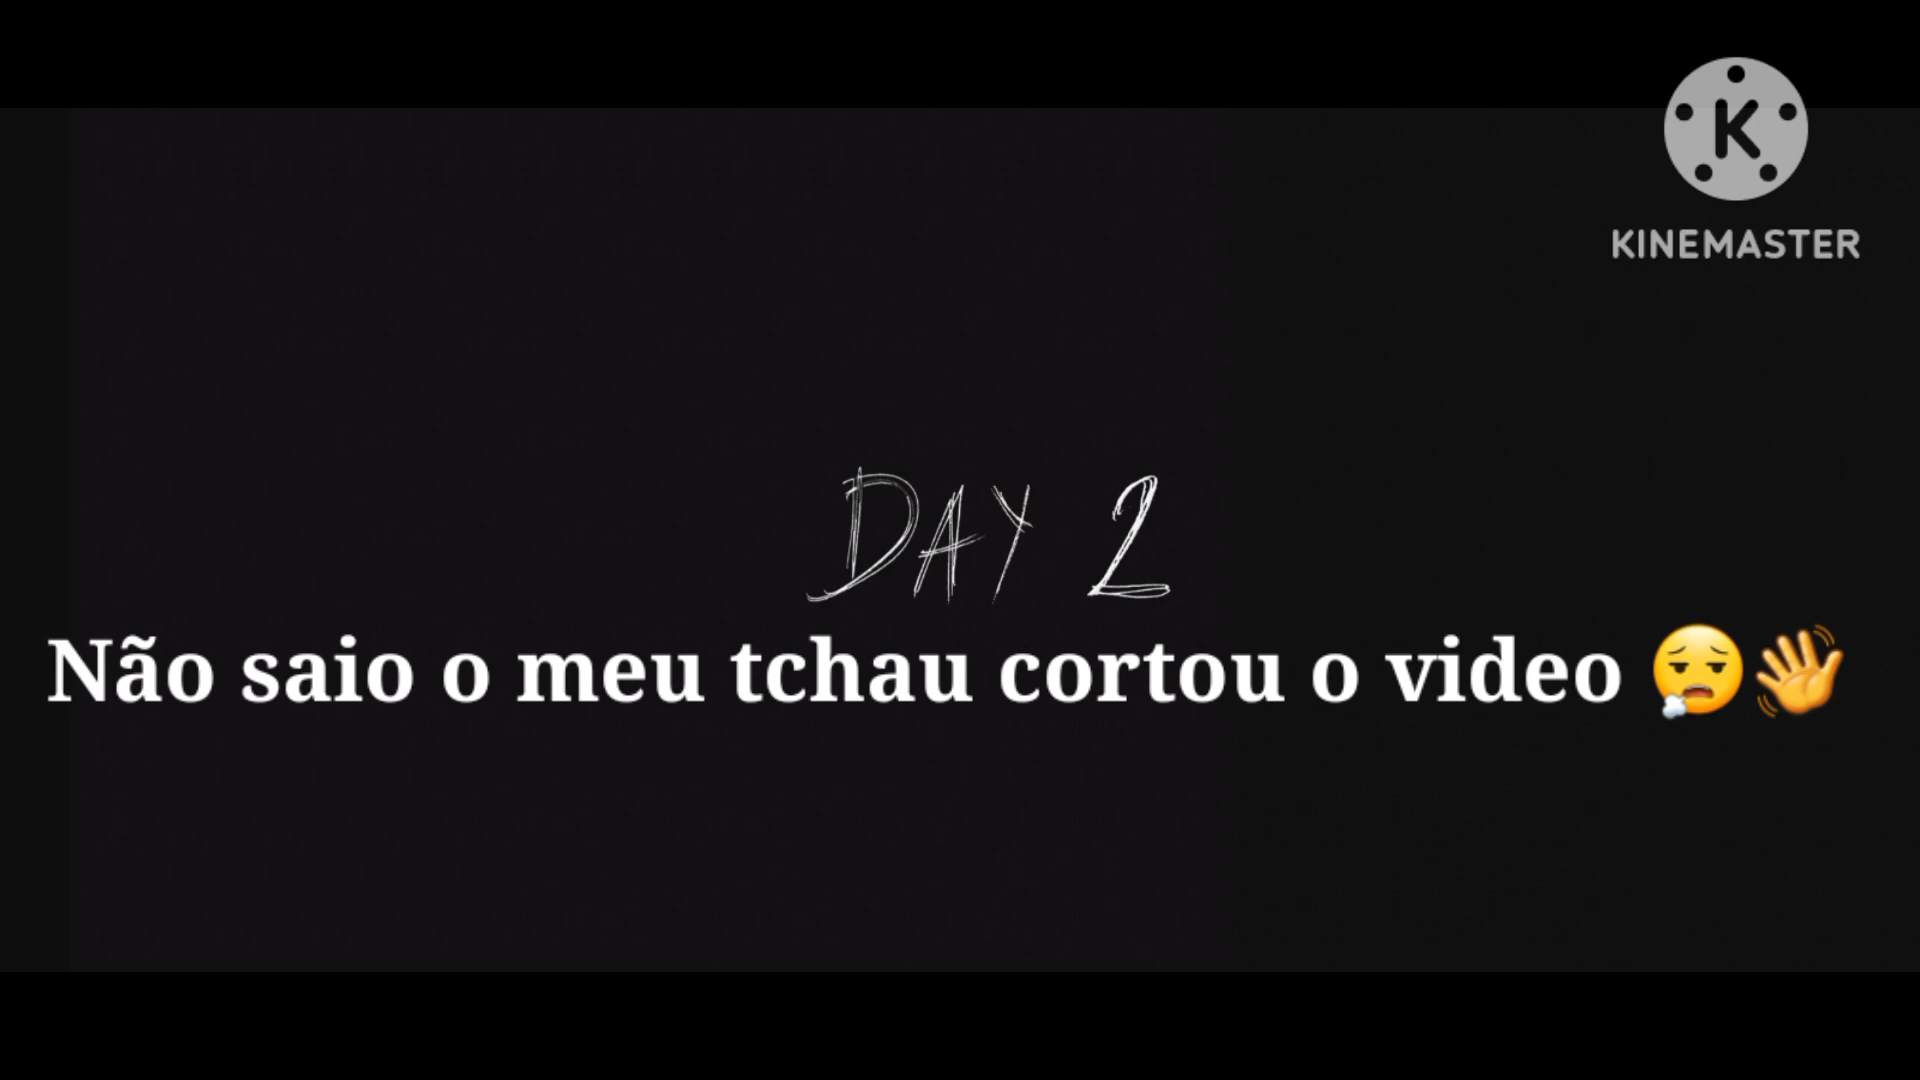 K
KINEMASTER
DAY 2
Não saio o meu tchau cortou o video 😮‍💨👋